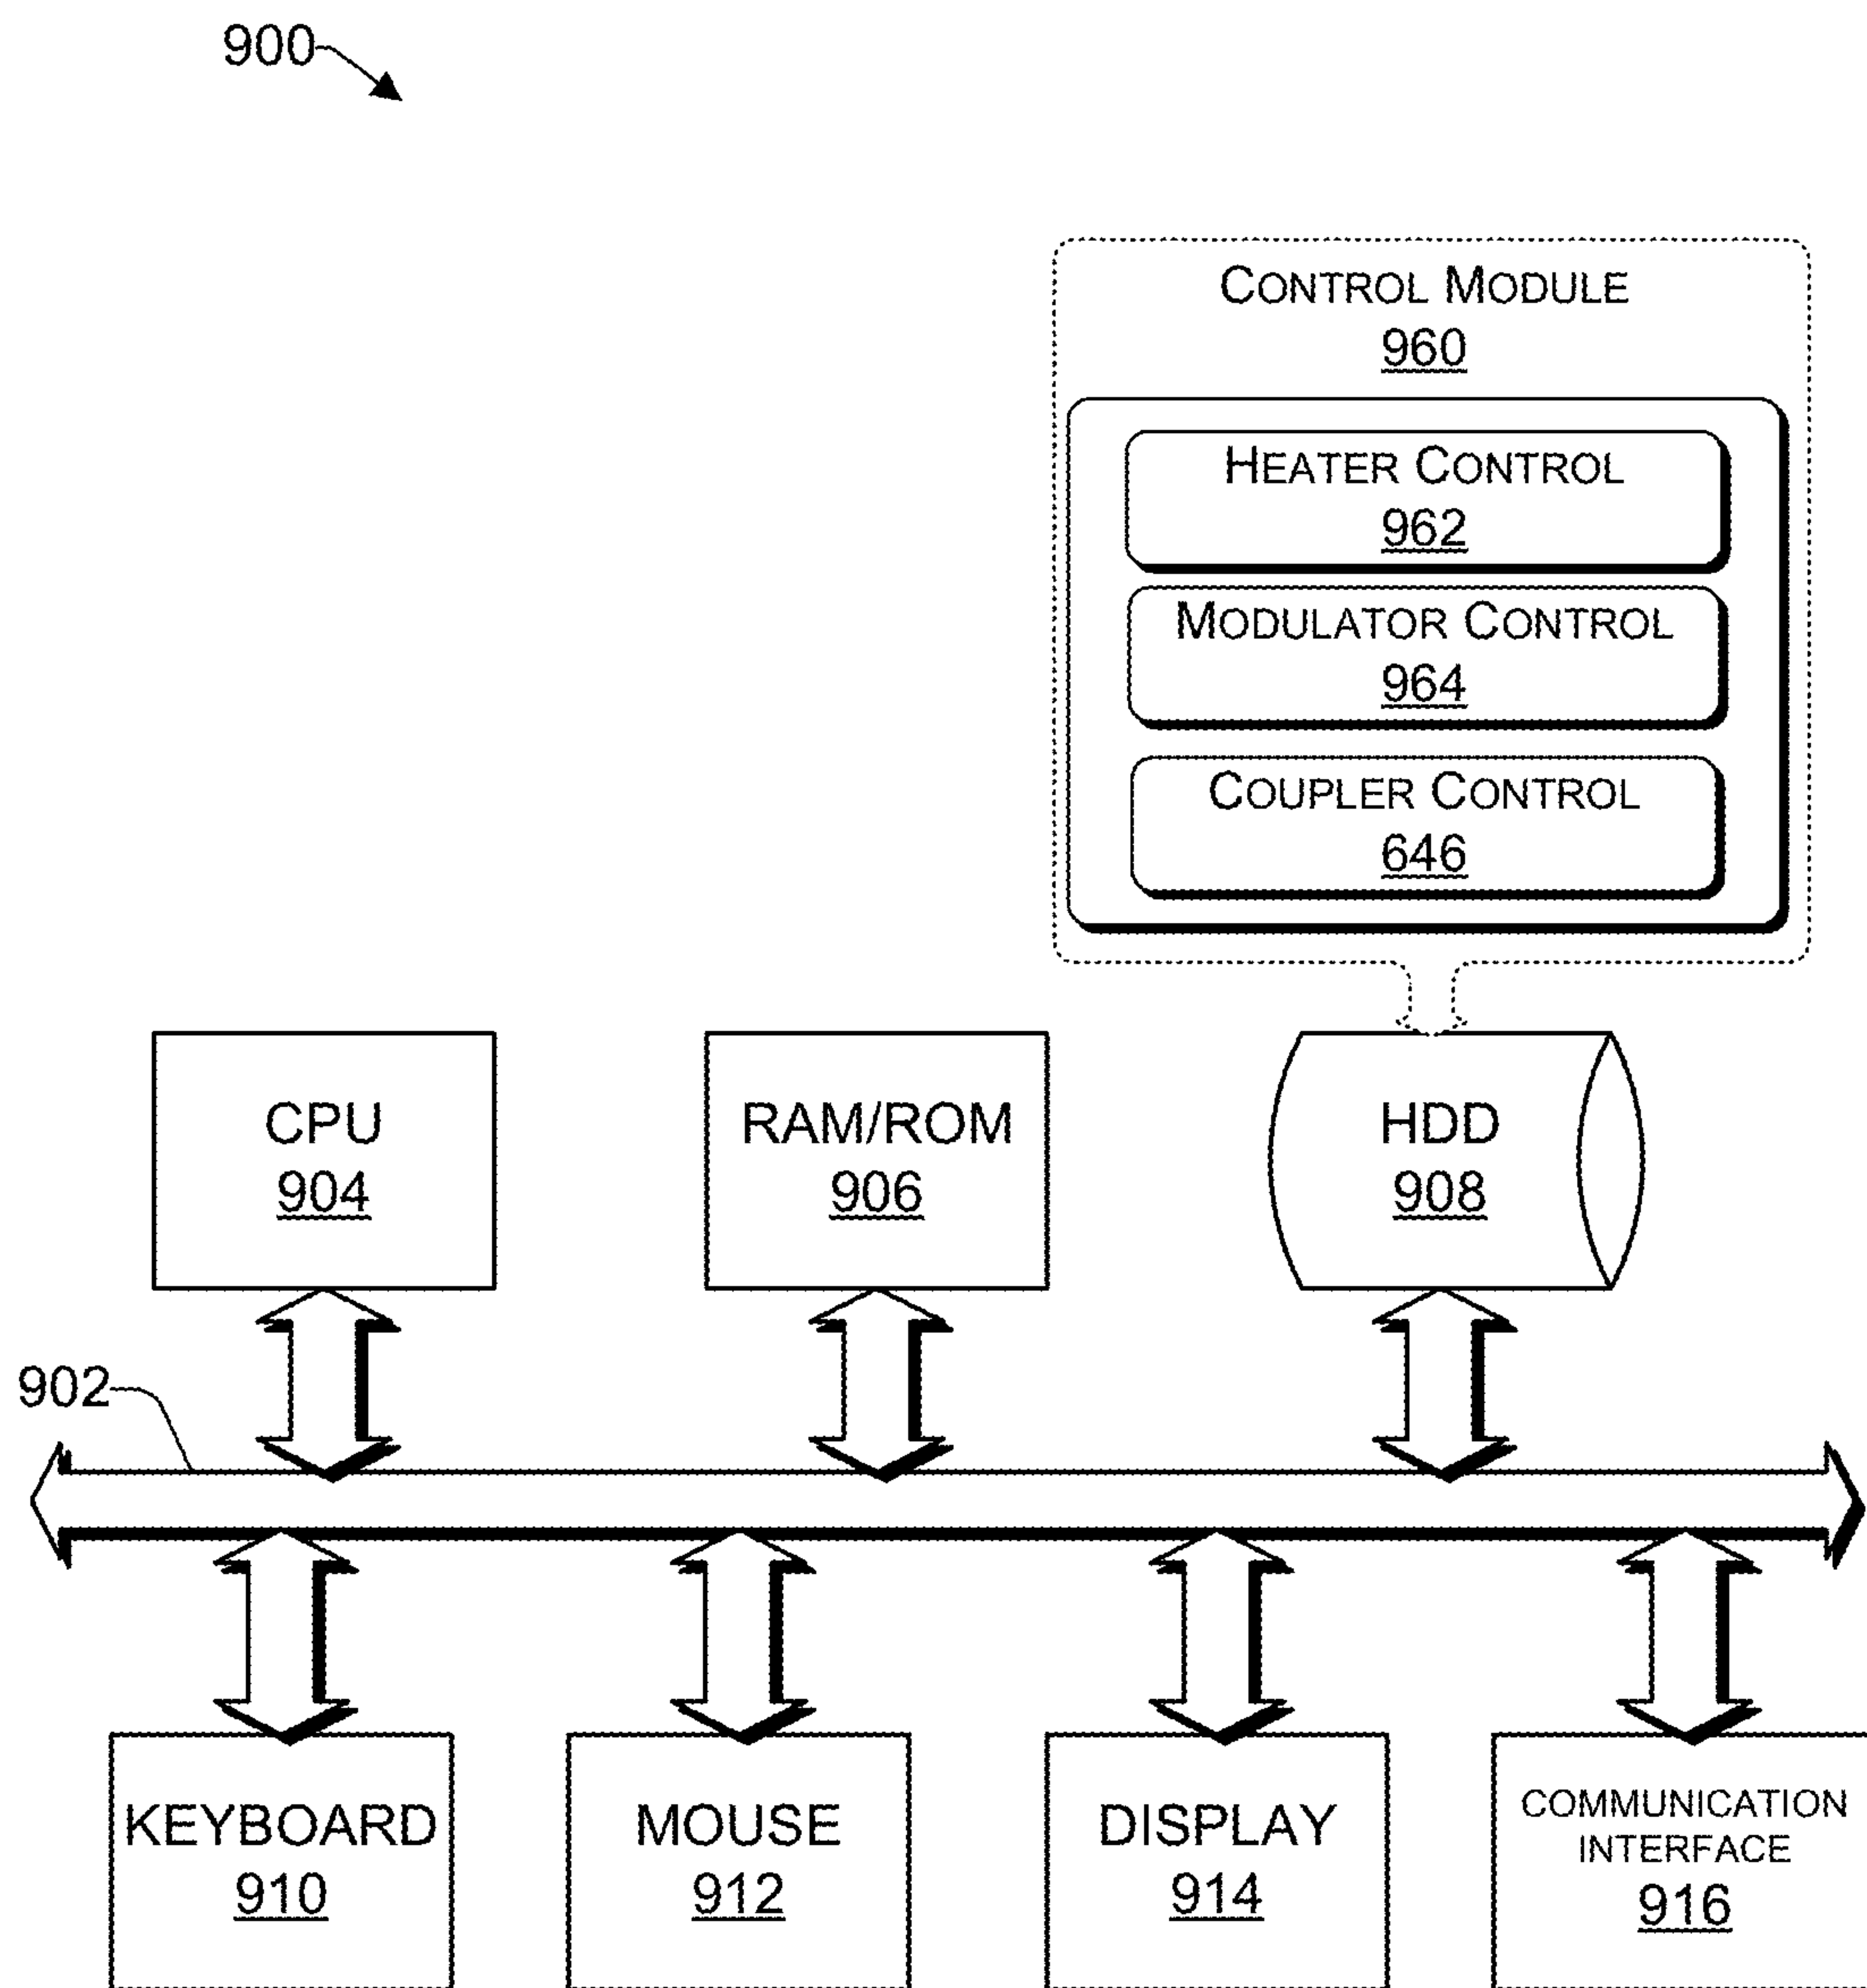 900
CONTROL MODULE
960
HEATER CONTROL
962
MODULATOR CONTROL
964
COUPLER CONTROL
646
CPU
904
RAM/ROM
906
HDD
908
902
KEYBOARD
910
MOUSE
912
DISPLAY
914
COMMUNICATION
INTERFACE
916